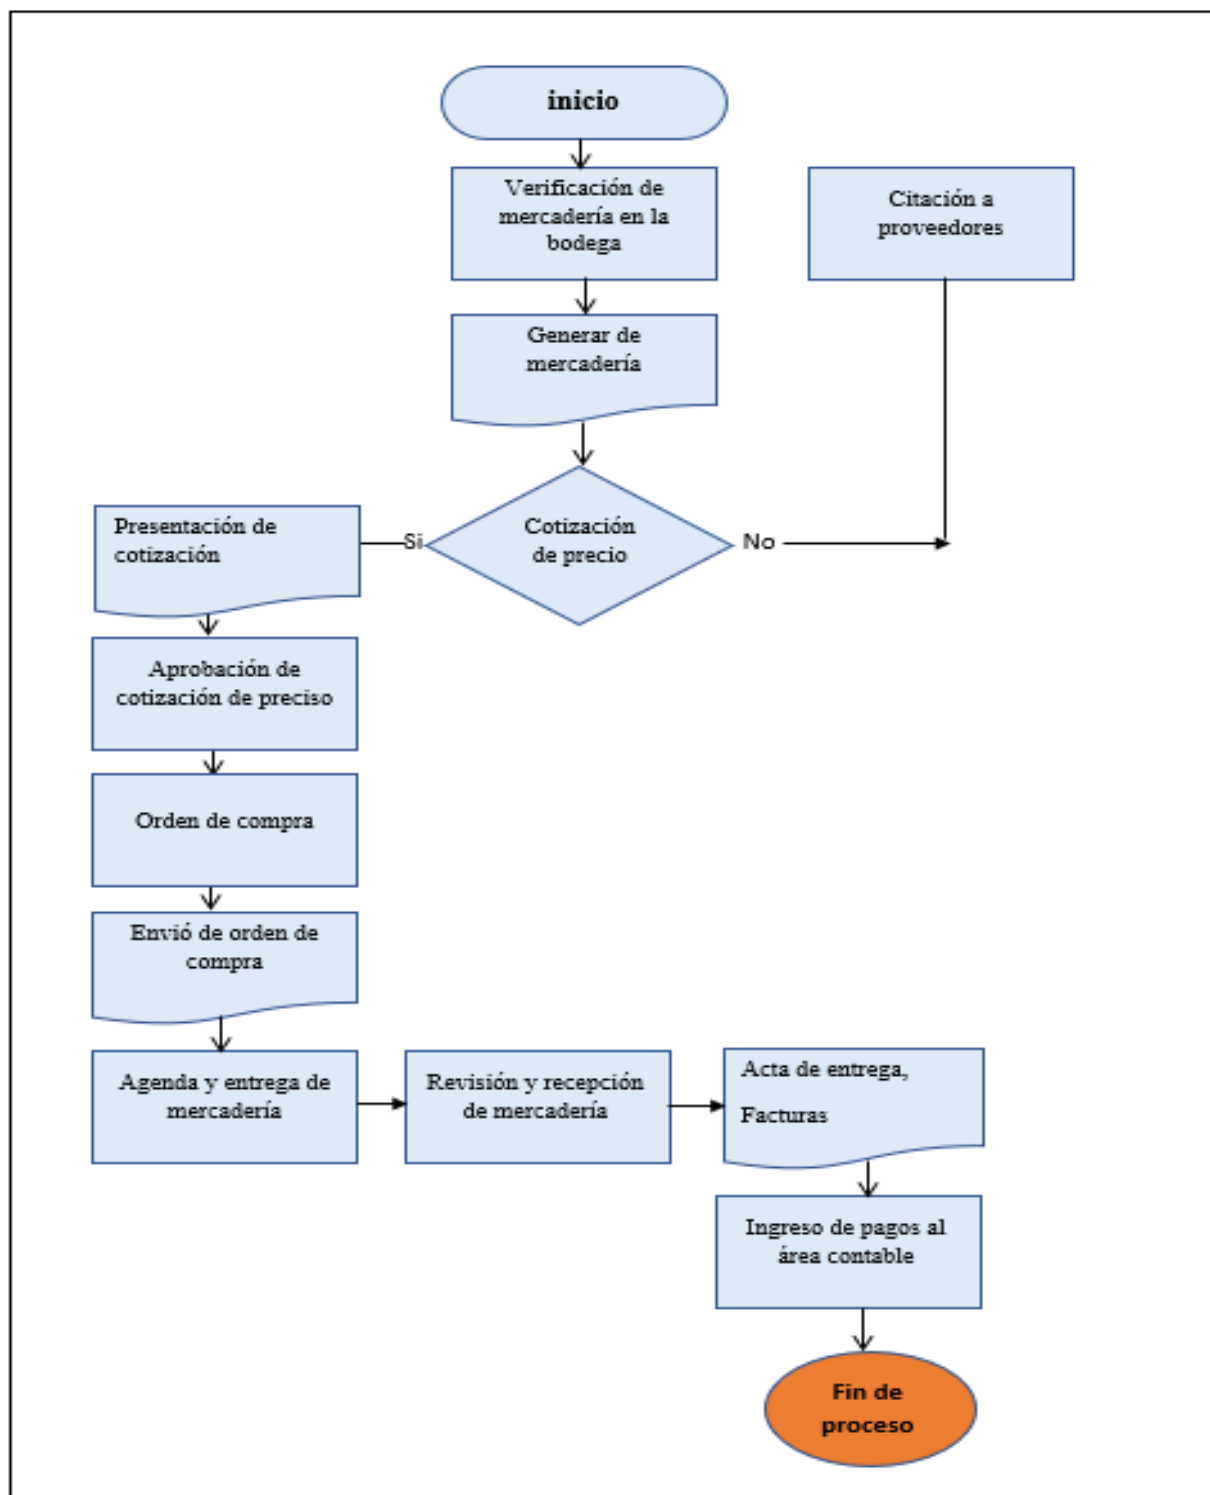 inicio
Verificación de
mercadería en la
bodega
Citación a
proveedores
Generar de
mercadería
Cotización
de precio
Si
No
Presentación de
cotización
Aprobación de
cotización de preciso
Orden de compra
Envió de orden de
compra
Agenda y entrega de
mercadería
Revisión y recepción
de mercadería
Acta de entrega,
Facturas
Ingreso de pagos al
área contable
Fin de
proceso